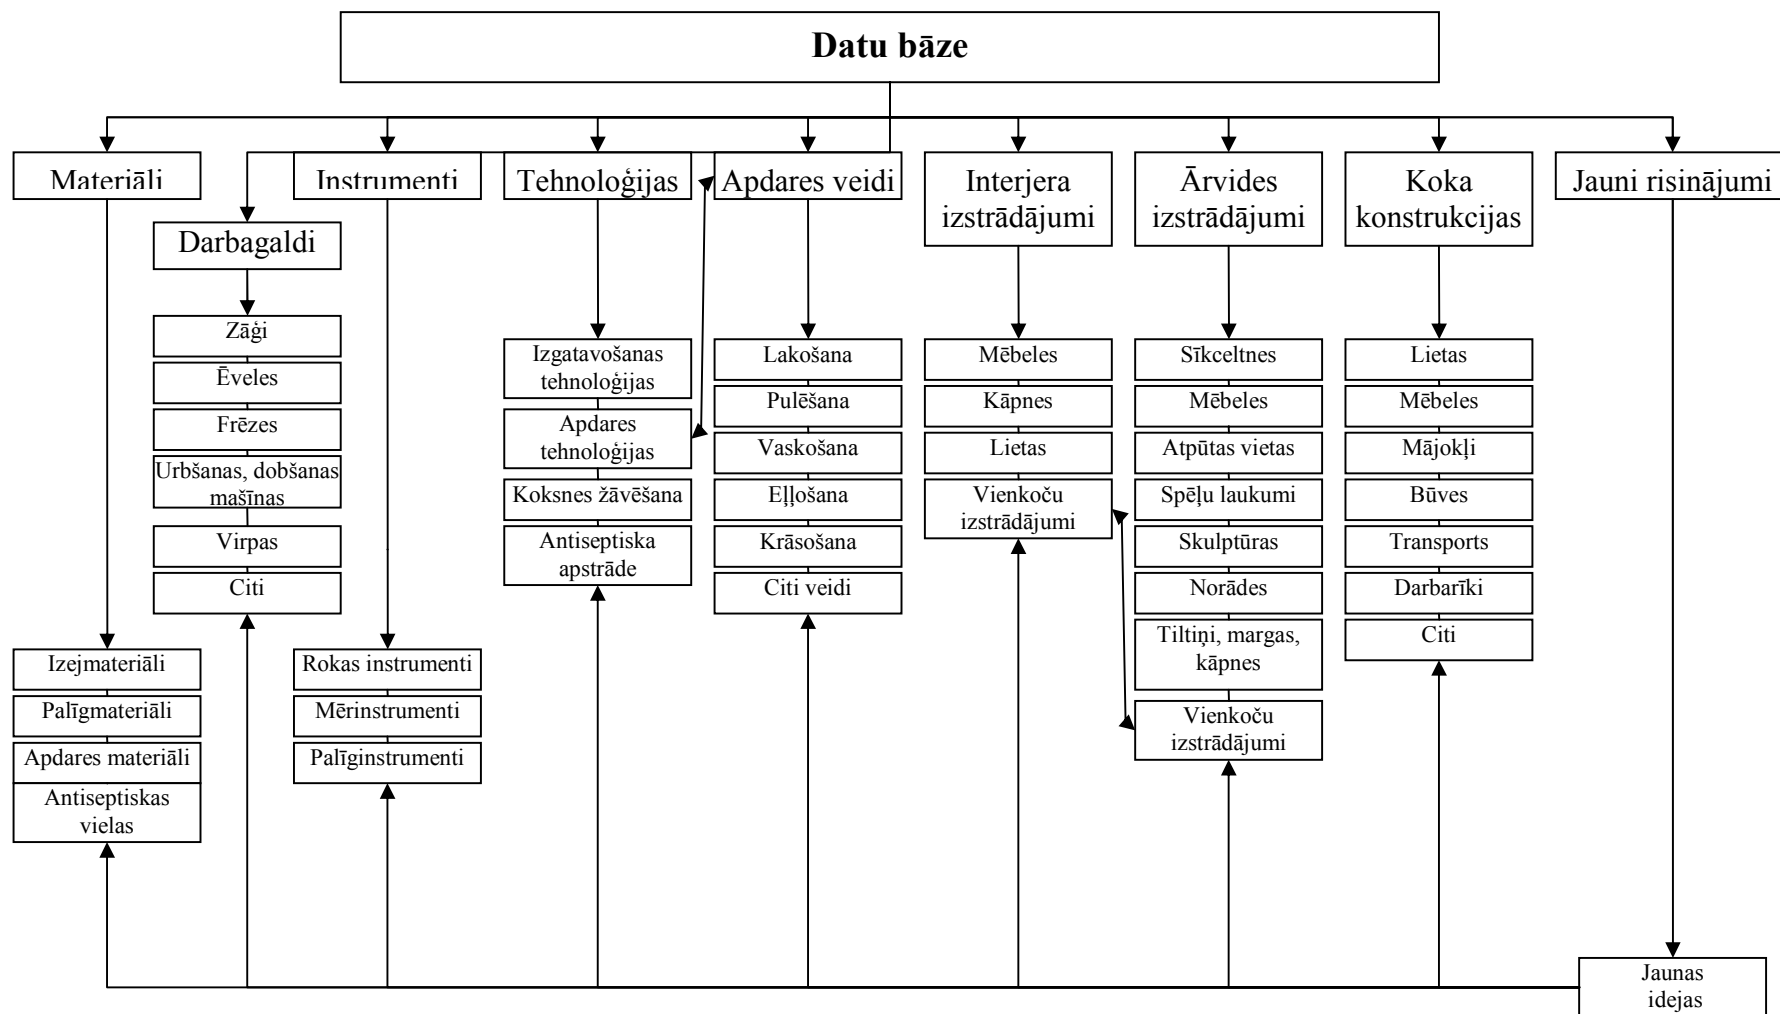 Datu bāze
Materiāli
Instrumenti
Tehnoloģijas
Apdares veidi
Interjera
izstrādājumi
Ārvides
izstrādājumi
Koka
konstrukcijas
Jauni risinājumi
Darbagaldi
Zāģi
Ēveles
Frēzes
Urbšanas, dobšanas
mašīnas
Virpas
Citi
Izgatavošanas
tehnoloģijas
Apdares
tehnoloģijas
Koksnes žāvēšana
Antiseptiska
apstrāde
Lakošana
Pulēšana
Vaskošana
Eļļošana
Krāsošana
Citi veidi
Mēbeles
Kāpnes
Lietas
Vienkoču
izstrādājumi
Sīkceltnes
Mēbeles
Atpūtas vietas
Spēļu laukumi
Skulptūras
Norādes
Tiltiņi, margas,
kāpnes
Vienkoču
izstrādājumi
Lietas
Mēbeles
Mājokļi
Būves
Transports
Darbarīki
Citi
Izejmateriāli
Palīgmateriāli
Apdares materiāli
Antiseptiskas
vielas
Rokas instrumenti
Mērinstrumenti
Palīginstrumenti
Jaunas
idejas